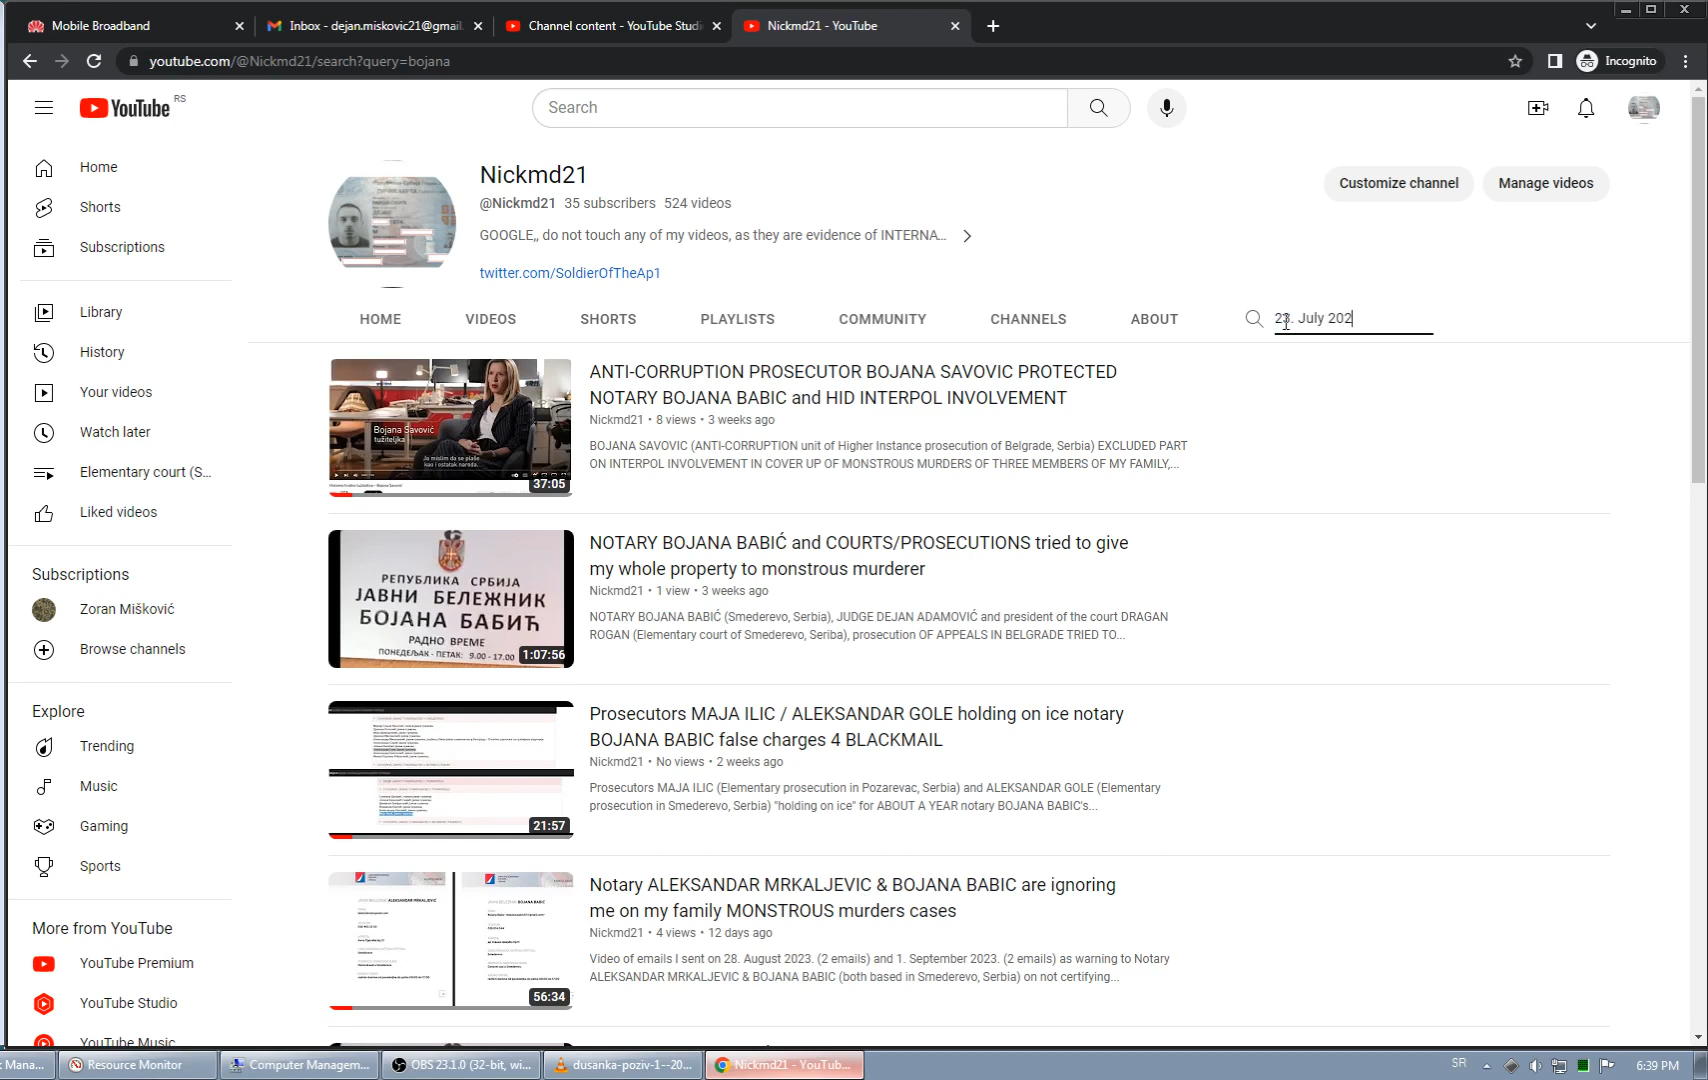 Mobile Broadband
Inbox - dejan.miskovic21@gmail.
Channel content - YouTube Studi
Nickmd21 - YouTube
youtube.com/@Nickmd21/search?query=bojana
Incognito
YouTube RS
Search
Home
Shorts
Subscriptions
Library
History
Your videos
Watch later
Elementary court (S...
Liked videos
Subscriptions
Zoran Mišković
Browse channels
Explore
Trending
Music
Gaming
Sports
More from YouTube
YouTube Premium
YouTube Studio
YouTube Music
Nickmd21
@Nickmd21 35 subscribers 524 videos
GOOGLE,, do not touch any of my videos, as they are evidence of INTERNA...
twitter.com/SoldierOfTheAp1
Customize channel
Manage videos
HOME
VIDEOS
SHORTS
PLAYLISTS
COMMUNITY
CHANNELS
ABOUT
23. July 202
Bojana Savović
tužiteljka
Ja mislim da se plaše
kao i ostatak naroda.
37:05
ANTI-CORRUPTION PROSECUTOR BOJANA SAVOVIC PROTECTED
NOTARY BOJANA BABIC and HID INTERPOL INVOLVEMENT
Nickmd21 • 8 views • 3 weeks ago
BOJANA SAVOVIC (ANTI-CORRUPTION unit of Higher Instance prosecution of Belgrade, Serbia) EXCLUDED PART
ON INTERPOL INVOLVEMENT IN COVER UP OF MONSTROUS MURDERS OF THREE MEMBERS OF MY FAMILY,...
РЕПУБЛИКА СРБИЈА
ЈАВНИ БЕЛЕЖНИК
БОЈАНА БАБИЋ
РАДНО ВРЕМЕ
ПОНЕДЕЉАК - ПЕТАК: 9.00 - 17.00
1:07:56
NOTARY BOJANA BABIĆ and COURTS/PROSECUTIONS tried to give
my whole property to monstrous murderer
Nickmd21 • 1 view • 3 weeks ago
NOTARY BOJANA BABIĆ (Smederevo, Serbia), JUDGE DEJAN ADAMOVIĆ and president of the court DRAGAN
ROGAN (Elementary court of Smederevo, Seriba), prosecution OF APPEALS IN BELGRADE TRIED TO...
21:57
Prosecutors MAJA ILIC / ALEKSANDAR GOLE holding on ice notary
BOJANA BABIC false charges 4 BLACKMAIL
Nickmd21 • No views • 2 weeks ago
Prosecutors MAJA ILIC (Elementary prosecution in Pozarevac, Serbia) and ALEKSANDAR GOLE (Elementary
prosecution in Smederevo, Serbia) "holding on ice" for ABOUT A YEAR notary BOJANA BABIC's...
56:34
Notary ALEKSANDAR MRKALJEVIC & BOJANA BABIC are ignoring
me on my family MONSTROUS murders cases
Nickmd21 • 4 views • 12 days ago
Video of emails I sent on 28. August 2023. (2 emails) and 1. September 2023. (2 emails) as warning to Notary
ALEKSANDAR MRKALJEVIC & BOJANA BABIC (both based in Smederevo, Serbia) on not certifying...
Mana...
Resource Monitor
Computer Managem...
OBS 23.1.0 (32-bit, wi...
dusanka-poziv-1--20...
Nickmd21 - YouTub...
SR
6:39 PM